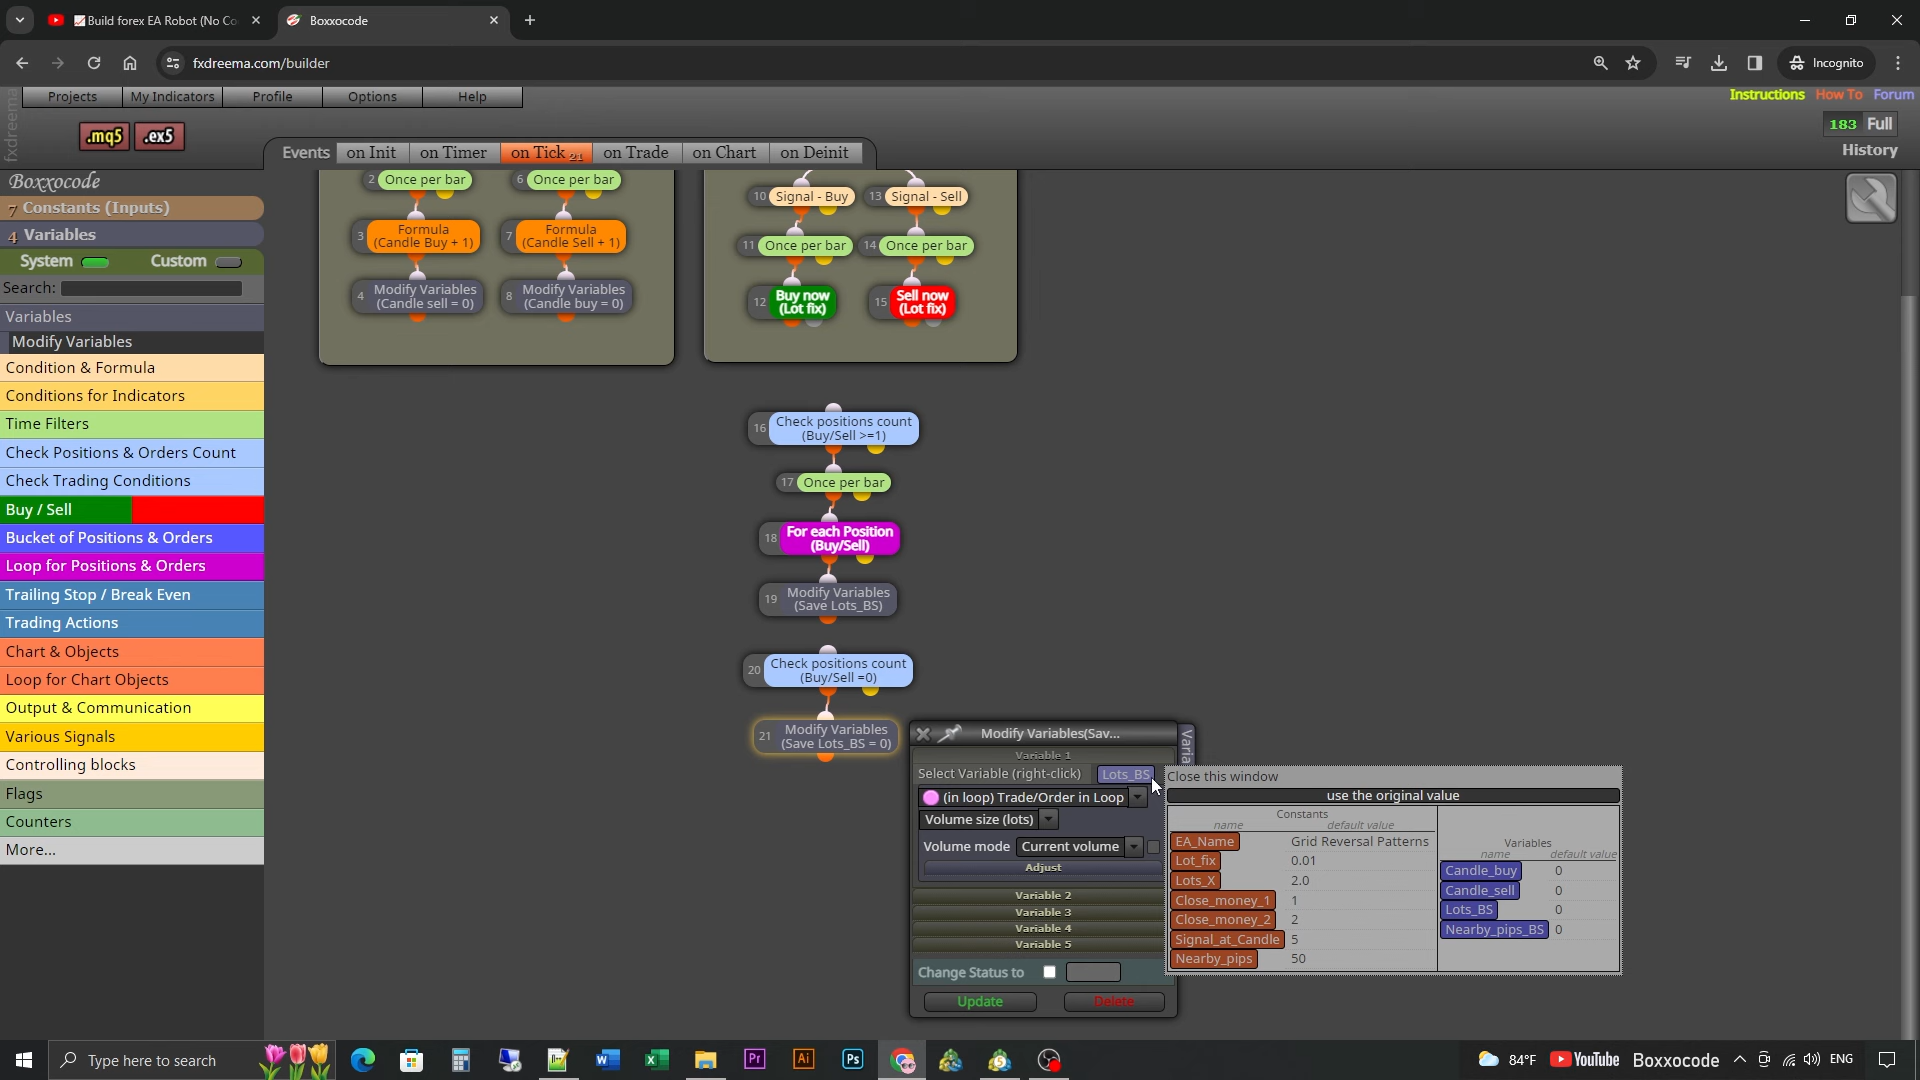 📈Build forex EA Robot (No Co
Boxxocode
fxdreema.com/builder
Incognito
fxdreema
Projects
My Indicators
Profile
Options
Help
Instructions
How To
Forum
.mq5
.ex5
183 Full
Events
on Init
on Timer
on Tick 21
on Trade
on Chart
on Deinit
History
Boxxocode
7 Constants (Inputs)
4 Variables
System
Custom
Search:
Variables
Modify Variables
Condition & Formula
Conditions for Indicators
Time Filters
Check Positions & Orders Count
Check Trading Conditions
Buy / Sell
Bucket of Positions & Orders
Loop for Positions & Orders
Trailing Stop / Break Even
Trading Actions
Chart & Objects
Loop for Chart Objects
Output & Communication
Various Signals
Controlling blocks
Flags
Counters
More...
2 Once per bar
6 Once per bar
3 Formula
(Candle Buy + 1)
7 Formula
(Candle Sell + 1)
4 Modify Variables
(Candle sell = 0)
8 Modify Variables
(Candle buy = 0)
10 Signal - Buy
13 Signal - Sell
11 Once per bar
14 Once per bar
12 Buy now
(Lot fix)
15 Sell now
(Lot fix)
16 Check positions count
(Buy/Sell >=1)
17 Once per bar
18 For each Position
(Buy/Sell)
19 Modify Variables
(Save Lots_BS)
20 Check positions count
(Buy/Sell =0)
21 Modify Variables
(Save Lots_BS = 0)
Modify Variables(Sav...
Varia
Variable 1
Select Variable (right-click)
Lots_BS
(in loop) Trade/Order in Loop
Volume size (lots)
Volume mode
Current volume
Adjust
Variable 2
Variable 3
Variable 4
Variable 5
Change Status to
Update
Delete
Close this window
use the original value
Constants
name default value
EA_Name Grid Reversal Patterns
Lot_fix 0.01
Lots_X 2.0
Close_money_1 1
Close_money_2 2
Signal_at_Candle 5
Nearby_pips 50
Variables
name default value
Candle_buy 0
Candle_sell 0
Lots_BS 0
Nearby_pips_BS 0
Type here to search
84°F
YouTube
Boxxocode
ENG